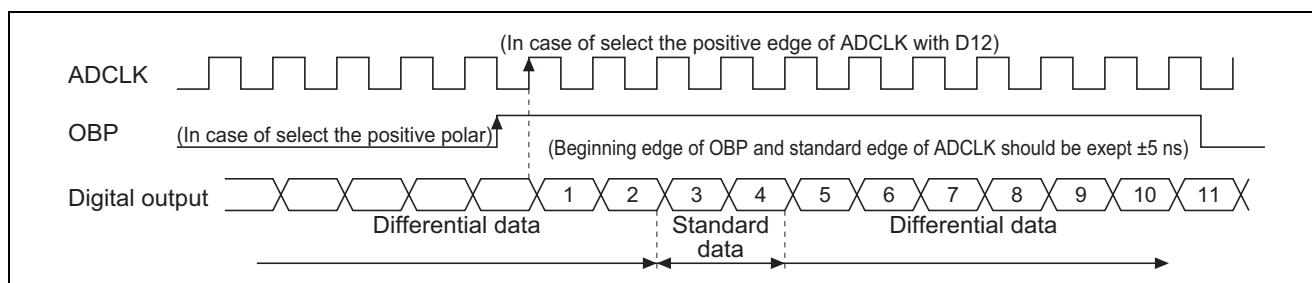 (In case of select the positive edge of ADCLK with D12)
ADCLK
OBP
(In case of select the positive polar)
(Beginning edge of OBP and standard edge of ADCLK should be exept ±5 ns)
Digital output
1 2 3 4 5 6 7 8 9 10 11
Differential data
Standard
data
Differential data